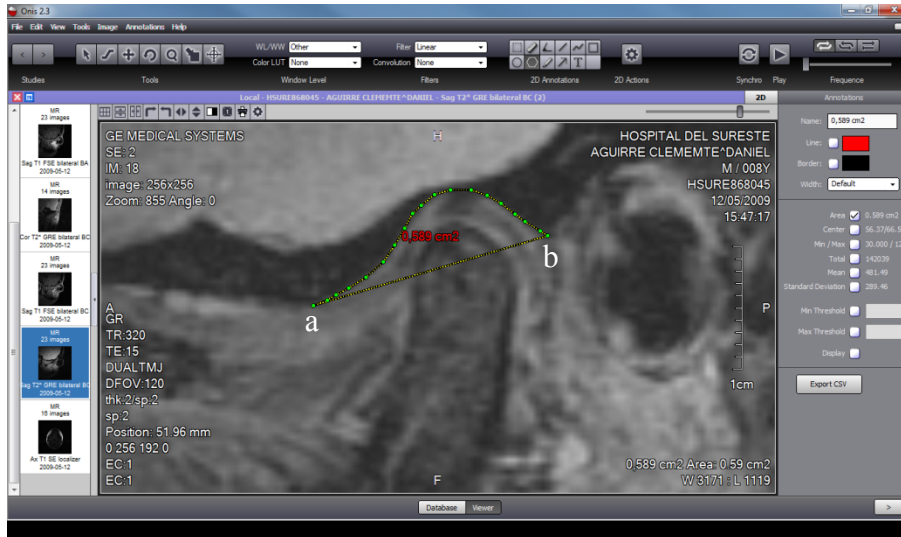 Onis 2.3
File Edit View Tools Image Annotations Help
WL/WW Other Filter Linear
Color LUT None Convolution None
Studies Tools Window Level Filters 2D Annotations 2D Actions Synchro Play Frequence
Local - HSURE868045 - AGUIRRE CLEMEMTE^DANIEL - Sag T2* GRE bilateral BC (2) 2D
MR
23 images
Sag T1 FSE bilateral BA
2009-05-12
MR
14 images
Cor T2* GRE bilateral BC
2009-05-12
MR
23 images
Sag T1 FSE bilateral BC
2009-05-12
MR
23 images
Sag T2* GRE bilateral BC
2009-05-12
MR
15 images
Ax T1 SE localizer
2009-05-12
GE MEDICAL SYSTEMS
SE: 2
IM: 18
image: 256x256
Zoom: 855 Angle: 0
H
HOSPITAL DEL SURESTE
AGUIRRE CLEMEMTE^DANIEL
M / 008Y
HSURE868045
12/05/2009
15:47:17
0,589 cm2
a
b
A
P
GR
TR:320
TE:15
DUALTMJ
DFOV:120
thk:2/sp:2
sp:2
Position: 51.96 mm
0 256 192 0
EC:1
EC:1
F
1cm
0,589 cm2 Area: 0.59 cm2
W 3171 : L 1119
Annotations
Name: 0,589 cm2
Line:
Border:
Width: Default
Area 0.589 cm2
Center 56.37/66.5
Min / Max 30.000 / 12
Total 142039
Mean 481.49
Standard Deviation 289.46
Min Threshold
Max Threshold
Display
Export CSV
Database Viewer